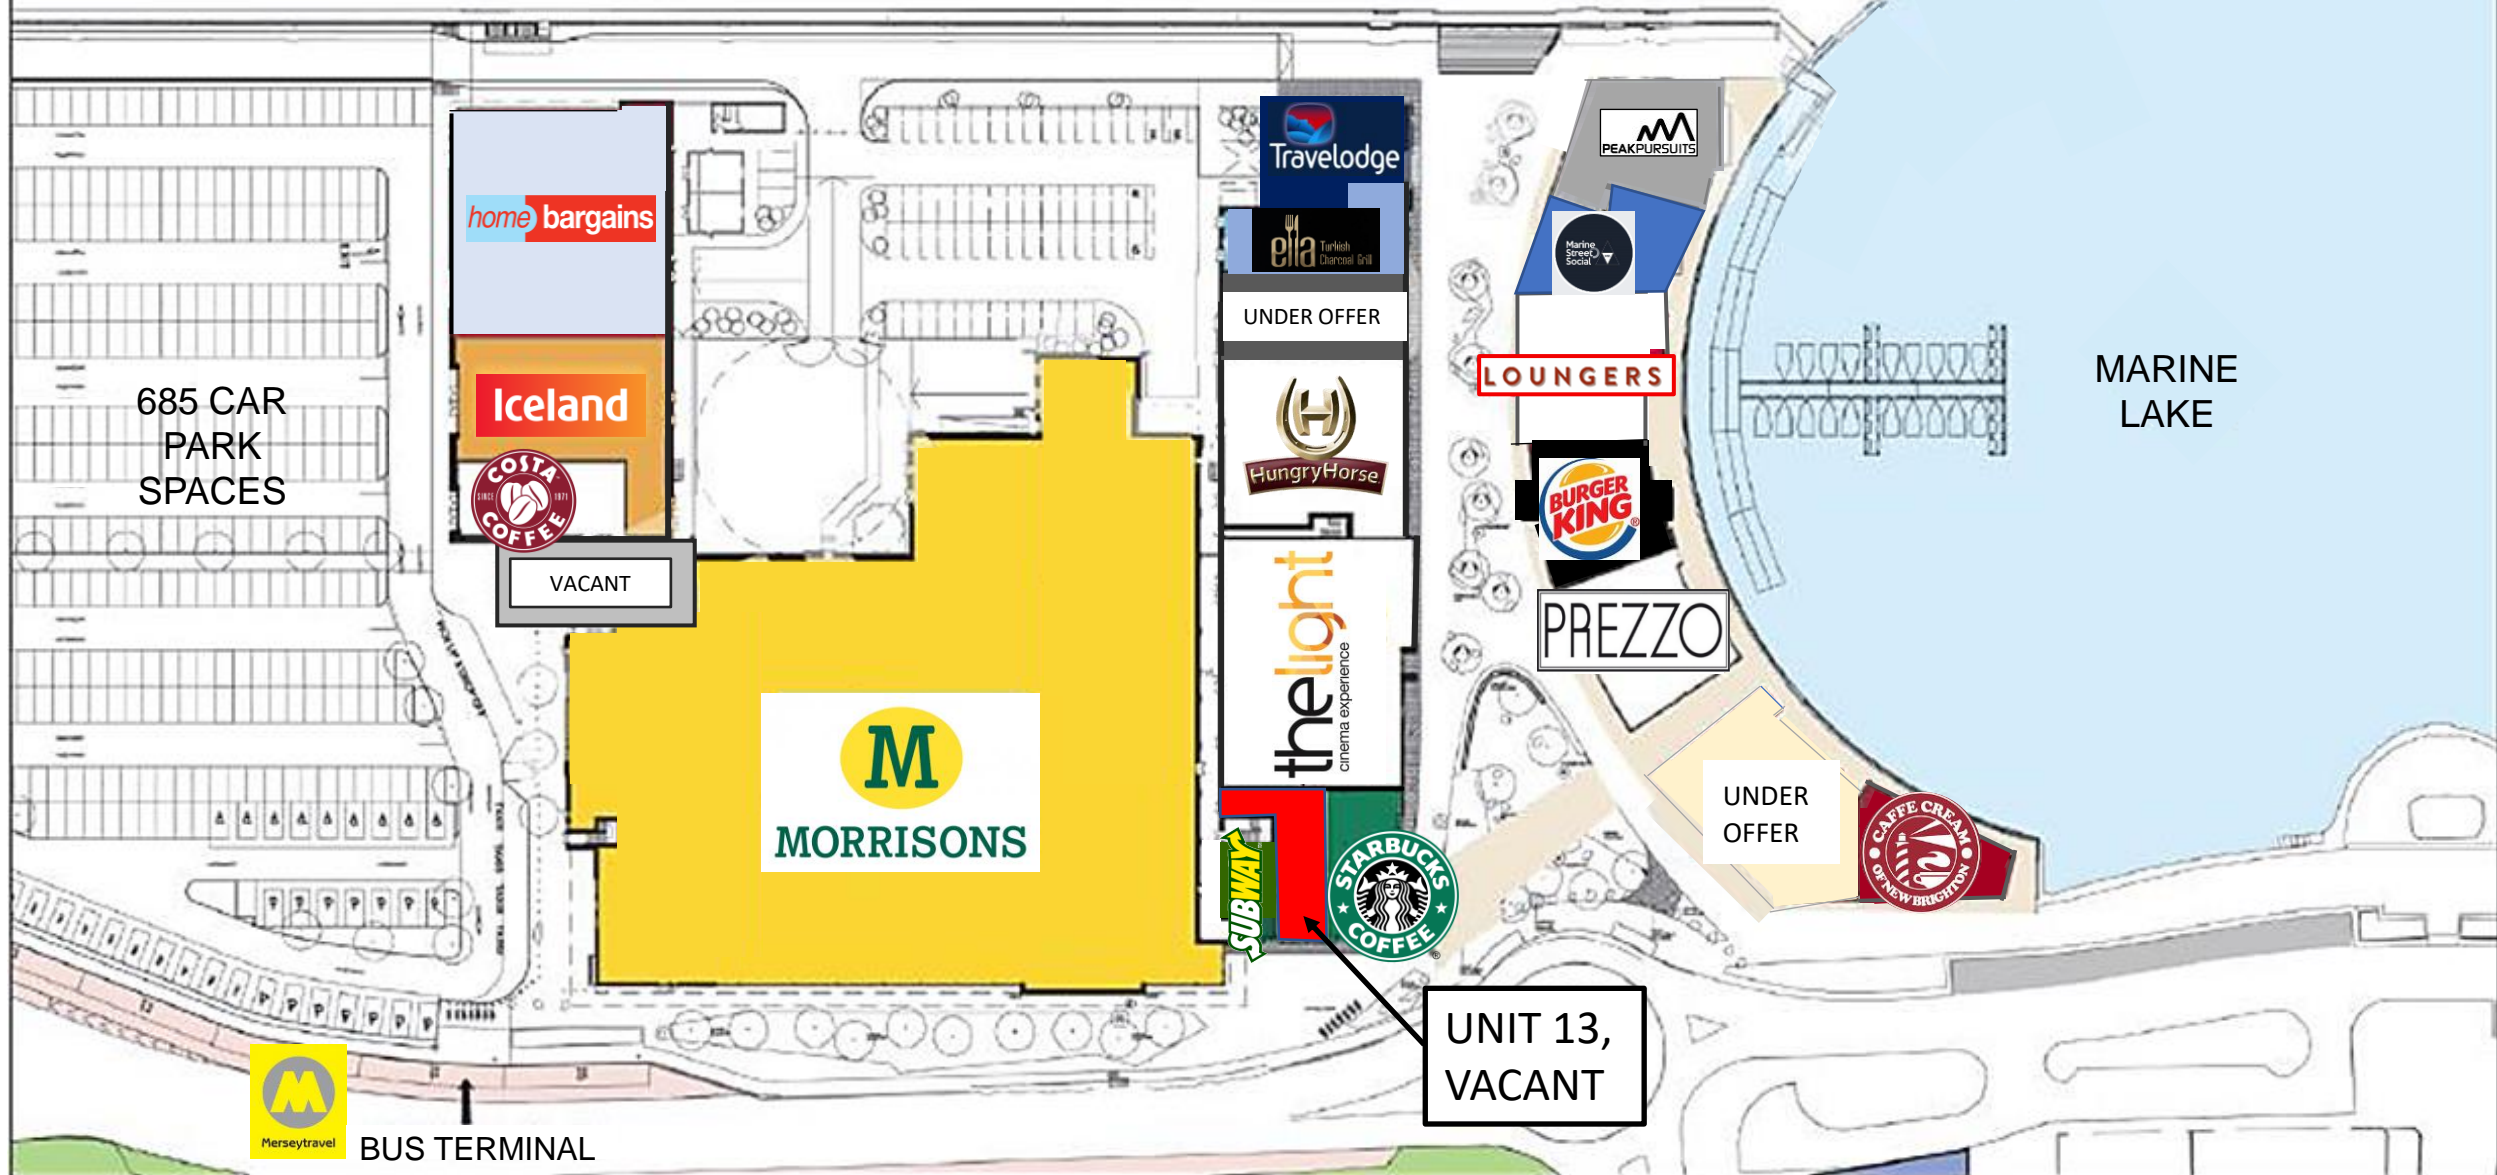 685 CAR
PARK
SPACES
home bargains
Iceland
COSTA
SINCE 1971
COFFEE
VACANT
M
MORRISONS
Travelodge
ella Turkish
Charcoal Grill
UNDER OFFER
H
HungryHorse
thelight
cinema experience
SUBWAY
STARBUCKS
COFFEE
UNIT 13,
VACANT
PEAKPURSUITS
Marine
Street
Social
LOUNGERS
BURGER
KING
PREZZO
UNDER
OFFER
CAFFE CREAM
OF NEW BRIGHTON
MARINE
LAKE
M
Merseytravel
BUS TERMINAL